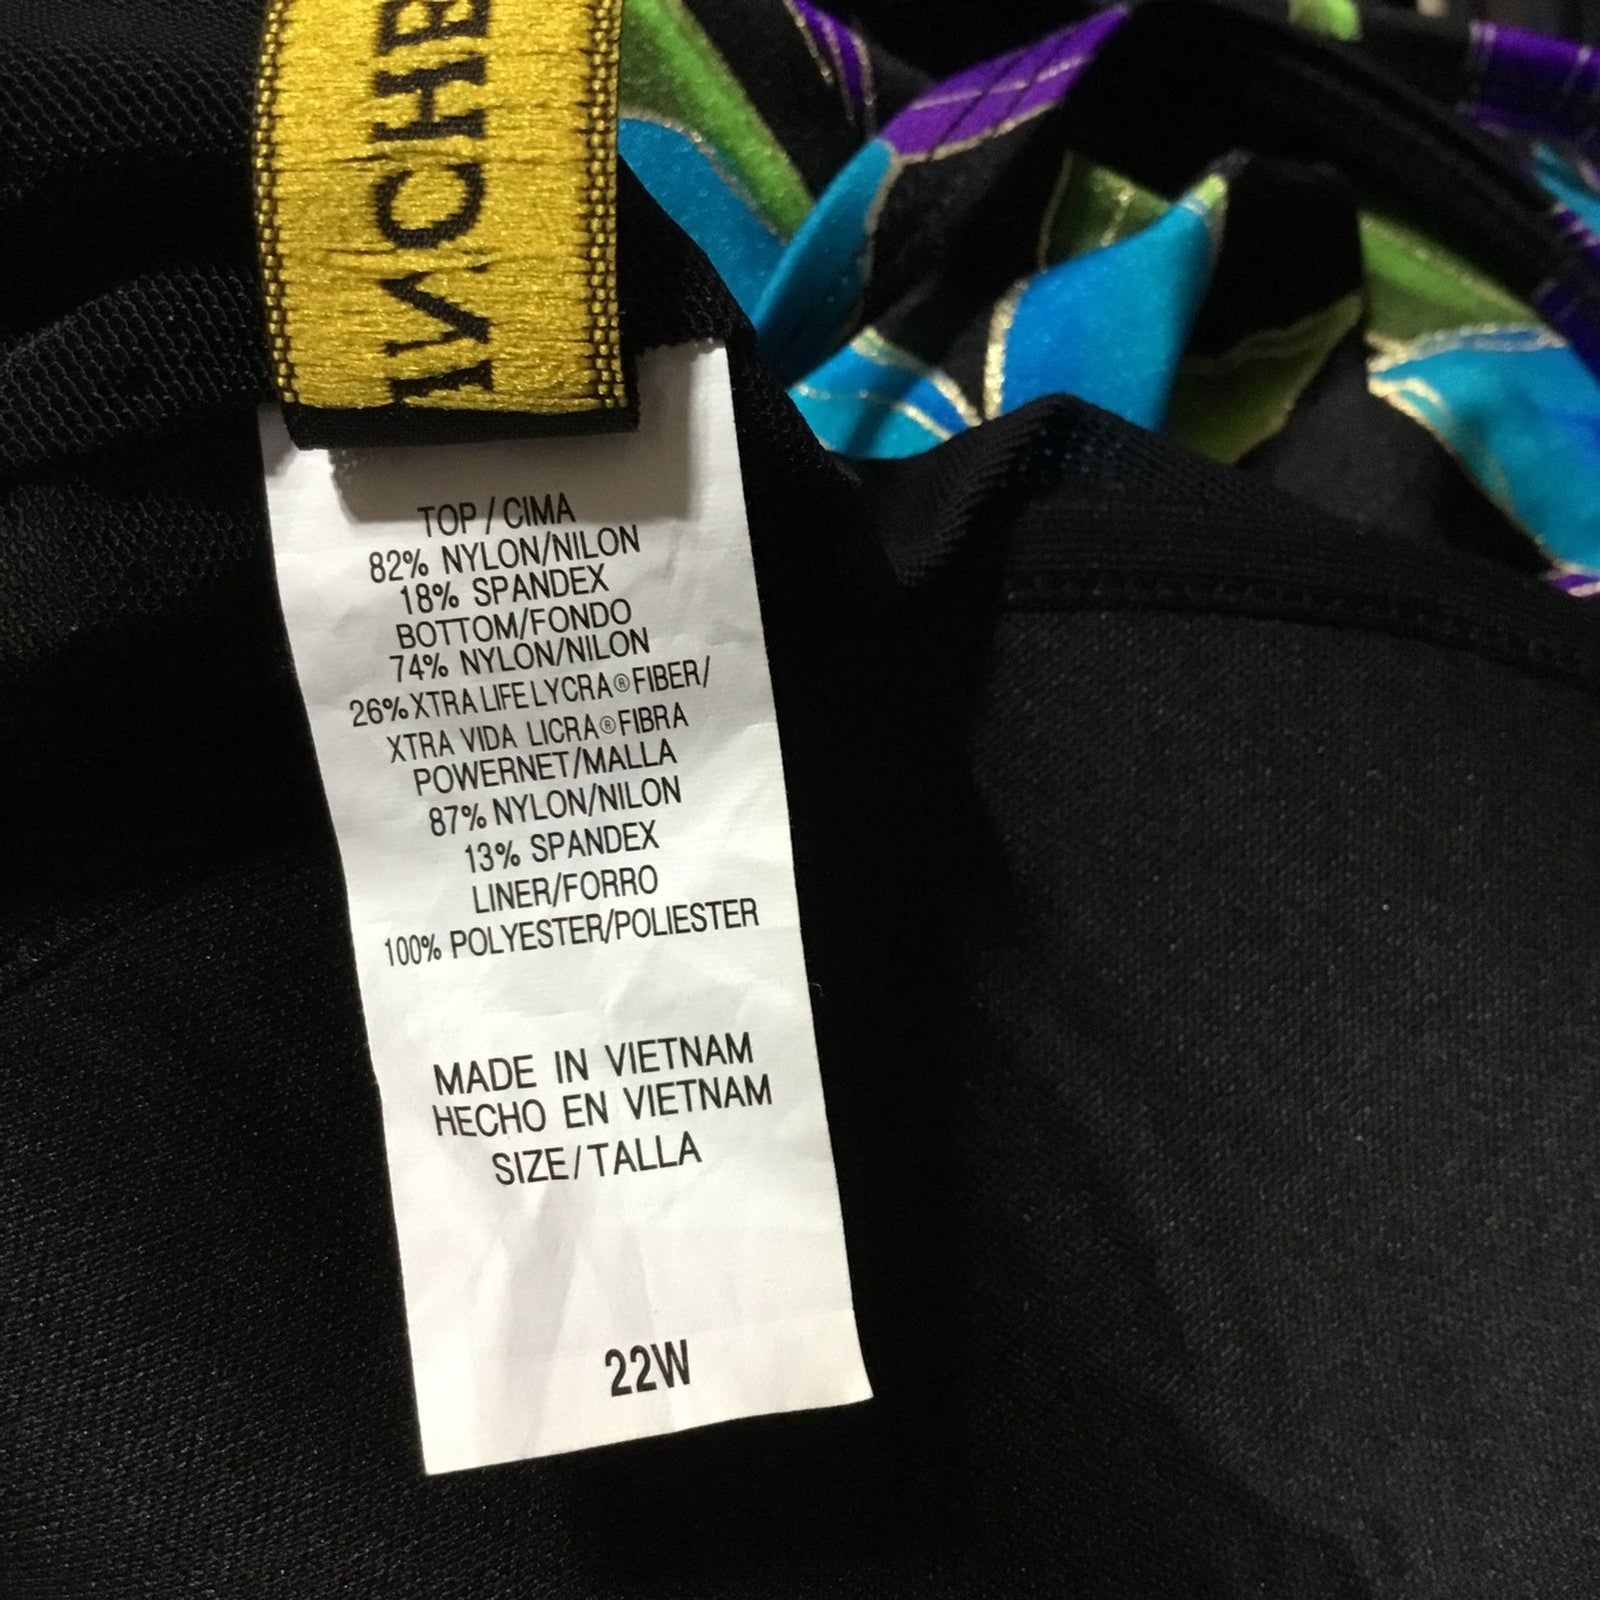 TOP / CIMA
82% NYLON/NILON
18% SPANDEX
BOTTOM/FONDO
74% NYLON/NILON
26% XTRA LIFE LYCRA® FIBER/
XTRA VIDA LICRA® FIBRA
POWERNET/MALLA
87% NYLON/NILON
13% SPANDEX
LINER/FORRO
100% POLYESTER/POLIESTER
MADE IN VIETNAM
HECHO EN VIETNAM
SIZE/TALLA
22W